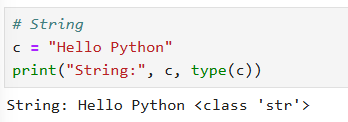 # String
c = "Hello Python"
print("String:", c, type(c))
String: Hello Python <class 'str'>